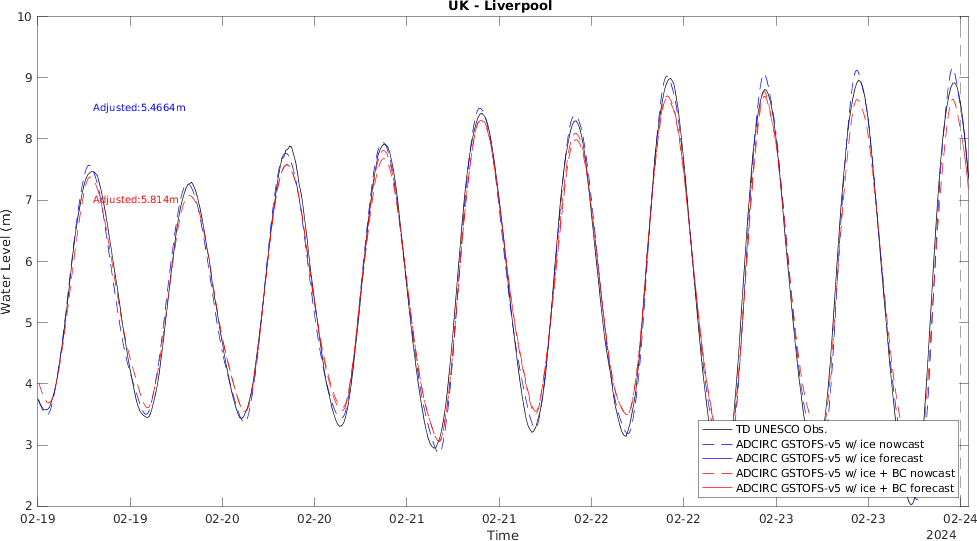 UK - Liverpool
10
9
8
7
6
5
4
3
2
Water Level (m)
Adjusted:5.4664m
Adjusted:5.814m
TD UNESCO Obs.
ADCIRC GSTOFS-v5 w/ ice nowcast
ADCIRC GSTOFS-v5 w/ ice forecast
ADCIRC GSTOFS-v5 w/ ice + BC nowcast
ADCIRC GSTOFS-v5 w/ ice + BC forecast
02-19 02-19 02-20 02-20 02-21 02-21 02-22 02-22 02-23 02-23 02-24
Time
2024